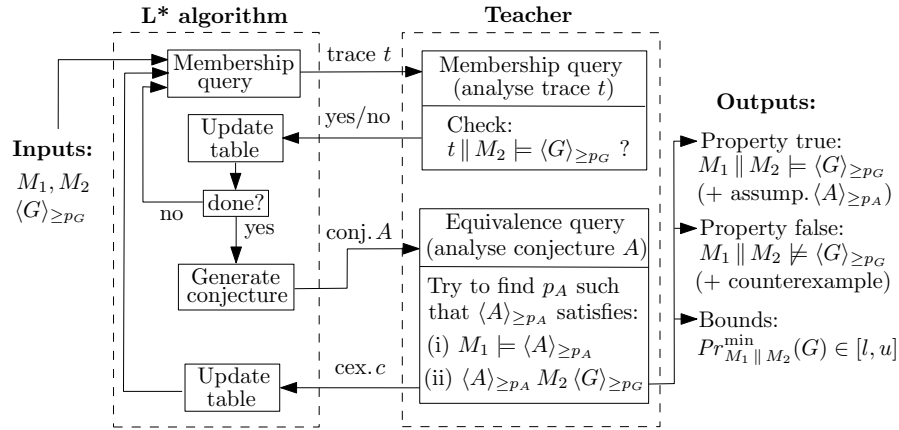 L* algorithm
Teacher
Membership
query
trace t
Membership query
(analyse trace t)
Check:
t ∥ M₂ ⊨ ⟨G⟩≥p_G ?
yes/no
Update
table
done?
no
yes
Generate
conjecture
conj. A
Equivalence query
(analyse conjecture A)
Try to find p_A such
that ⟨A⟩≥p_A satisfies:
(i) M₁ ⊨ ⟨A⟩≥p_A
(ii) ⟨A⟩≥p_A M₂ ⟨G⟩≥p_G
cex. c
Update
table
Inputs:
M₁, M₂
⟨G⟩≥p_G
Outputs:
Property true:
M₁ ∥ M₂ ⊨ ⟨G⟩≥p_G
(+ assump. ⟨A⟩≥p_A)
Property false:
M₁ ∥ M₂ ⊭ ⟨G⟩≥p_G
(+ counterexample)
Bounds:
Pr^min_{M₁ ∥ M₂}(G) ∈ [l, u]